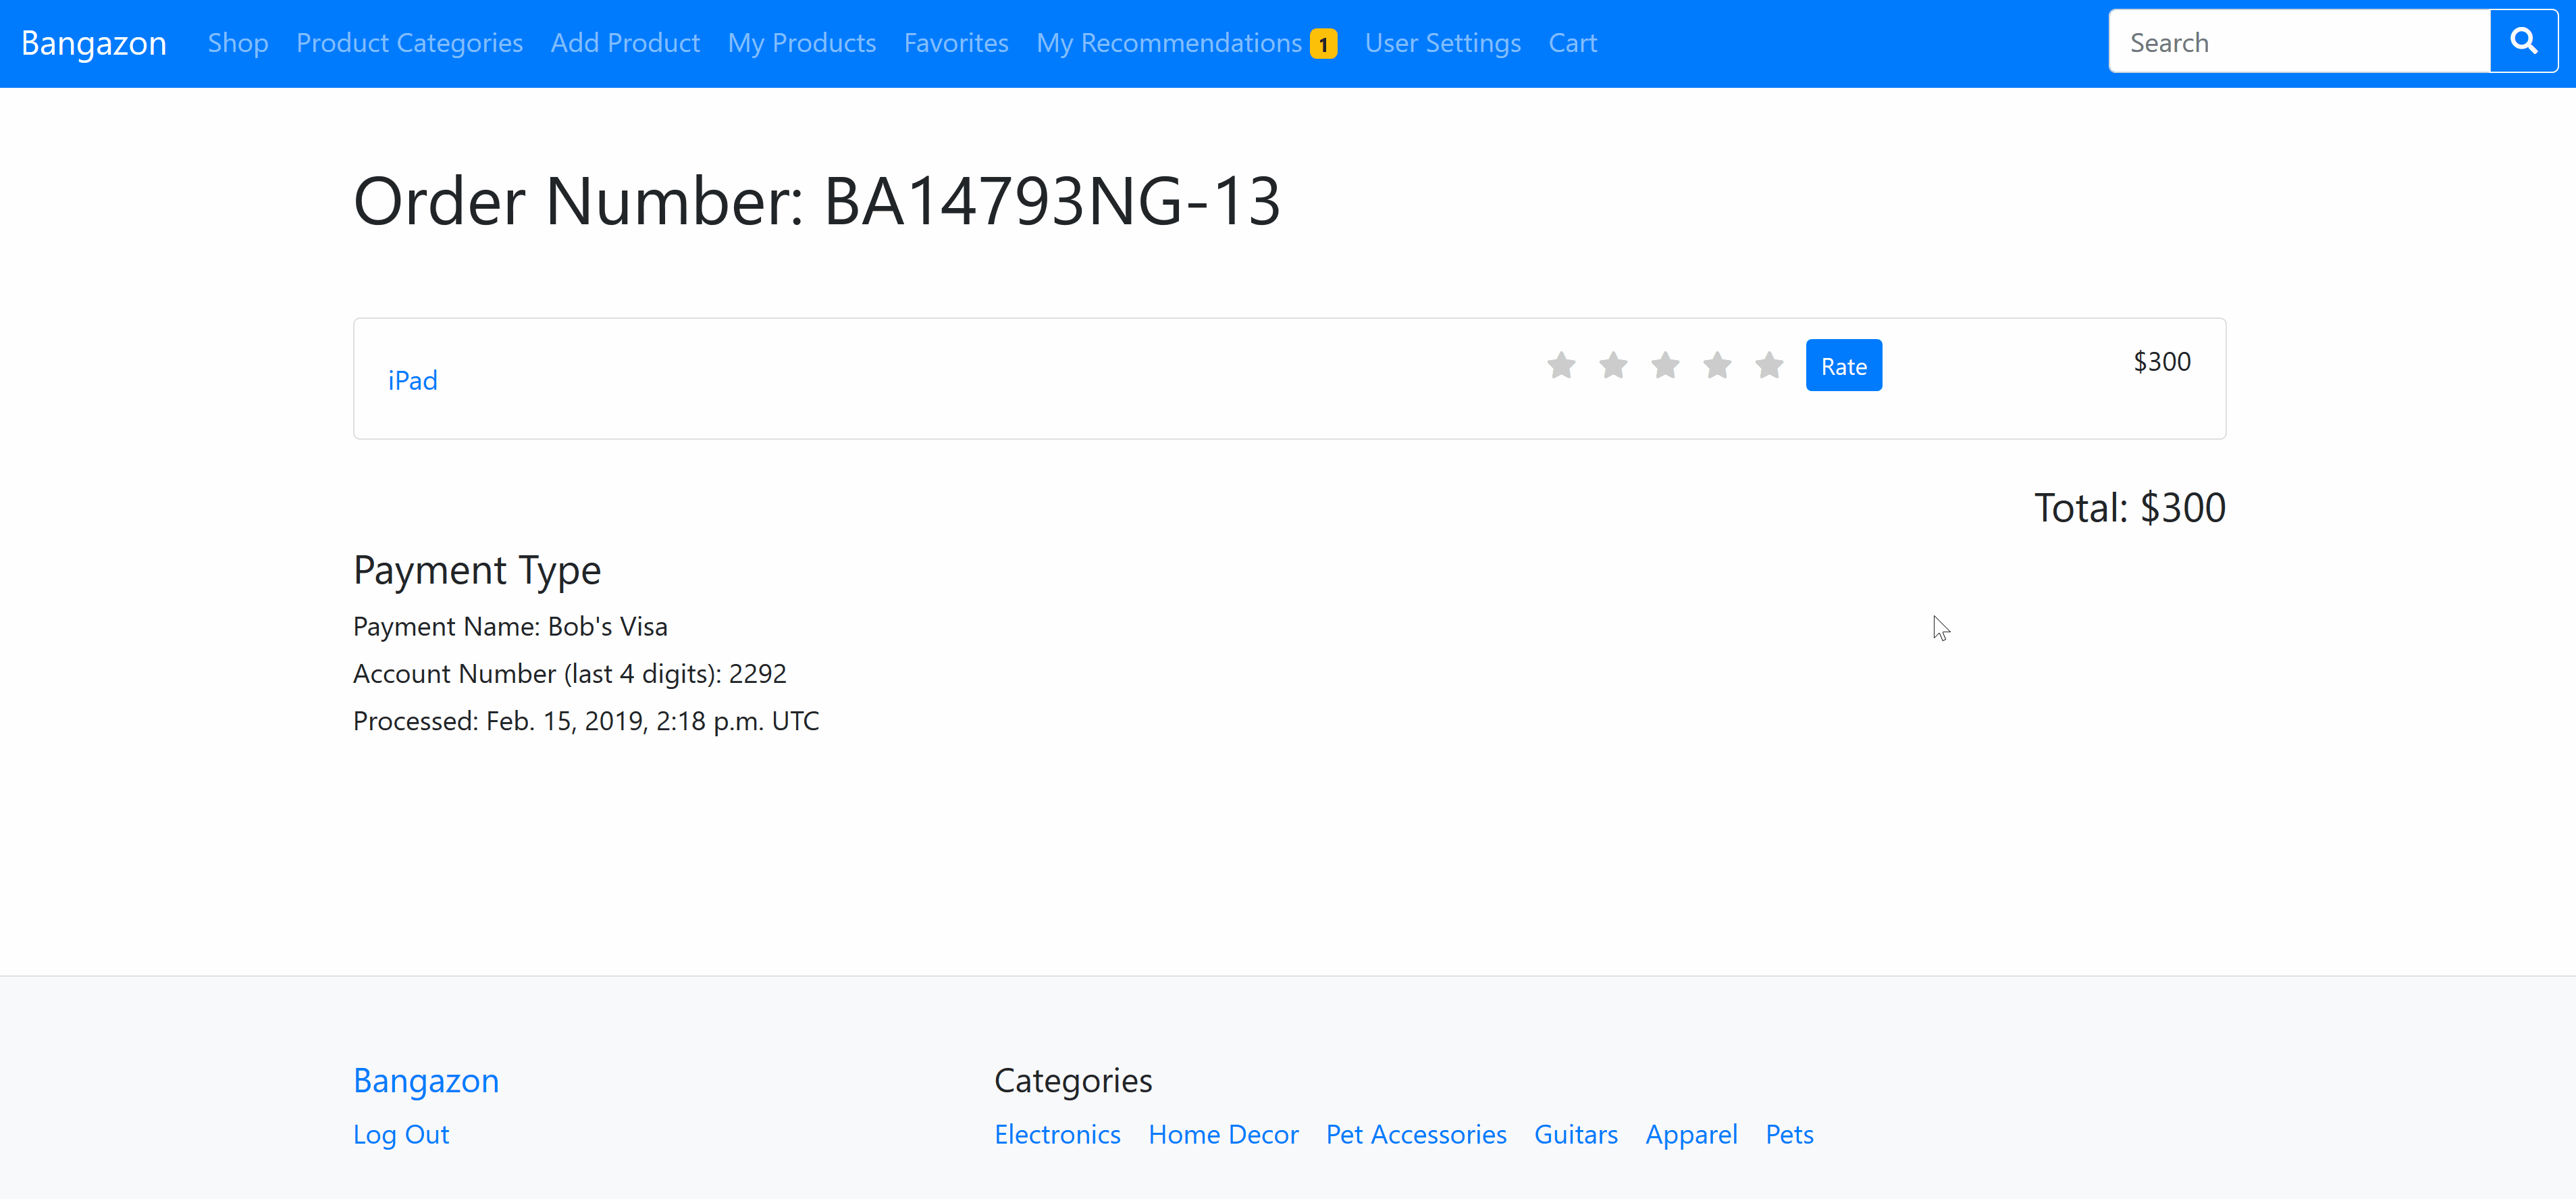 Bangazon Shop Product Categories Add Product My Products Favorites My Recommendations 1 User Settings Cart Search
Order Number: BA14793NG-13
iPad Rate $300
Total: $300
Payment Type
Payment Name: Bob's Visa
Account Number (last 4 digits): 2292
Processed: Feb. 15, 2019, 2:18 p.m. UTC
Bangazon Categories
Log Out Electronics Home Decor Pet Accessories Guitars Apparel Pets